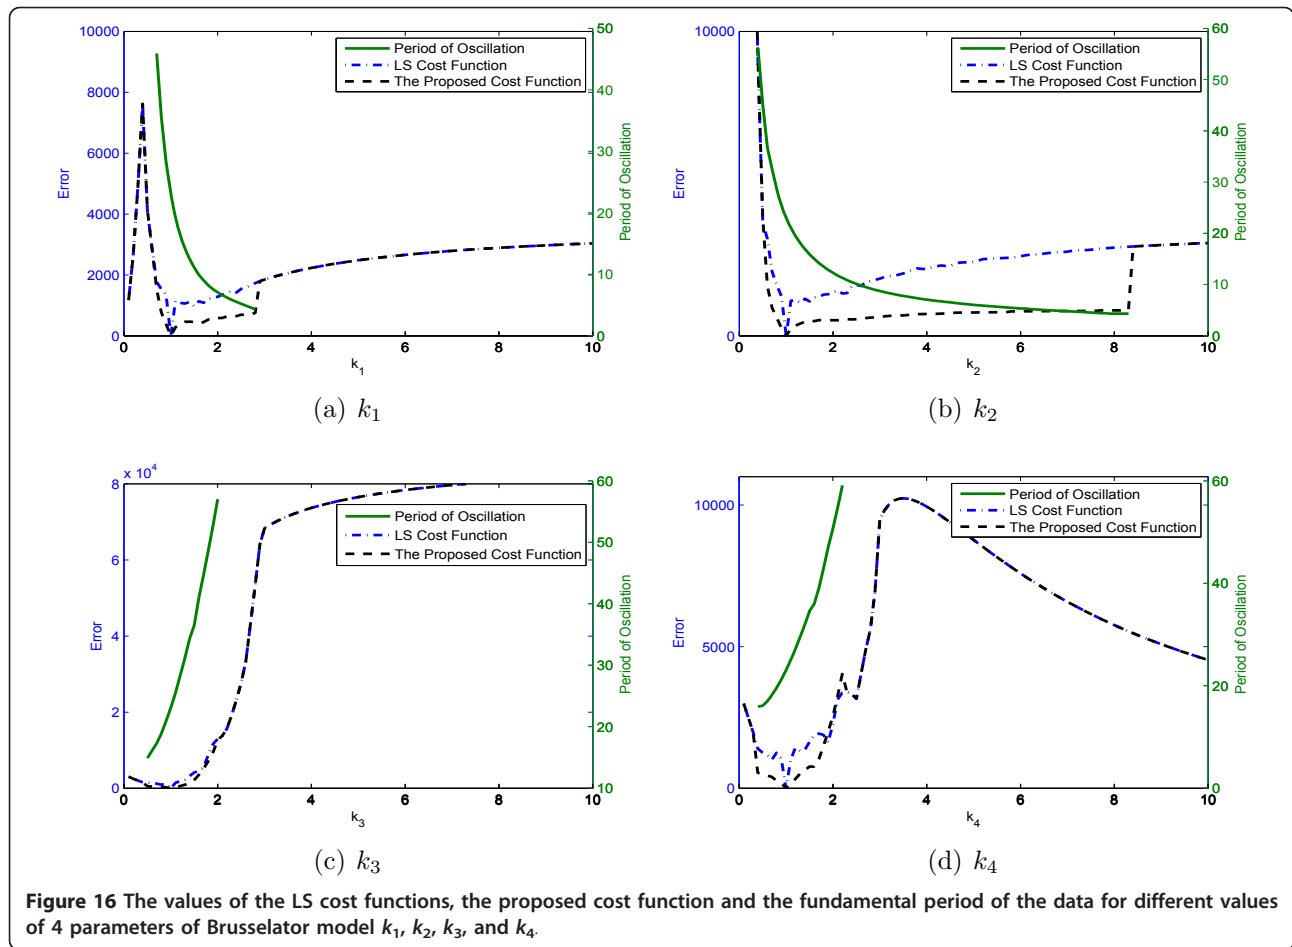 10000
8000
6000
4000
2000
0
Error
50
40
30
20
10
0
Period of Oscillation
Period of Oscillation
LS Cost Function
The Proposed Cost Function
0 2 4 6 8 10
k1
(a) k1
10000
5000
0
Error
60
50
40
30
20
10
0
Period of Oscillation
Period of Oscillation
LS Cost Function
The Proposed Cost Function
0 2 4 6 8 10
k2
(b) k2
x 10^4
8
6
4
2
0
Error
60
50
40
30
20
10
Period of Oscillation
Period of Oscillation
LS Cost Function
The Proposed Cost Function
0 2 4 6 8 10
k3
(c) k3
10000
5000
0
Error
60
40
20
0
Period of Oscillation
Period of Oscillation
LS Cost Function
The Proposed Cost Function
0 2 4 6 8 10
k4
(d) k4
Figure 16 The values of the LS cost functions, the proposed cost function and the fundamental period of the data for different values
of 4 parameters of Brusselator model k1, k2, k3, and k4.